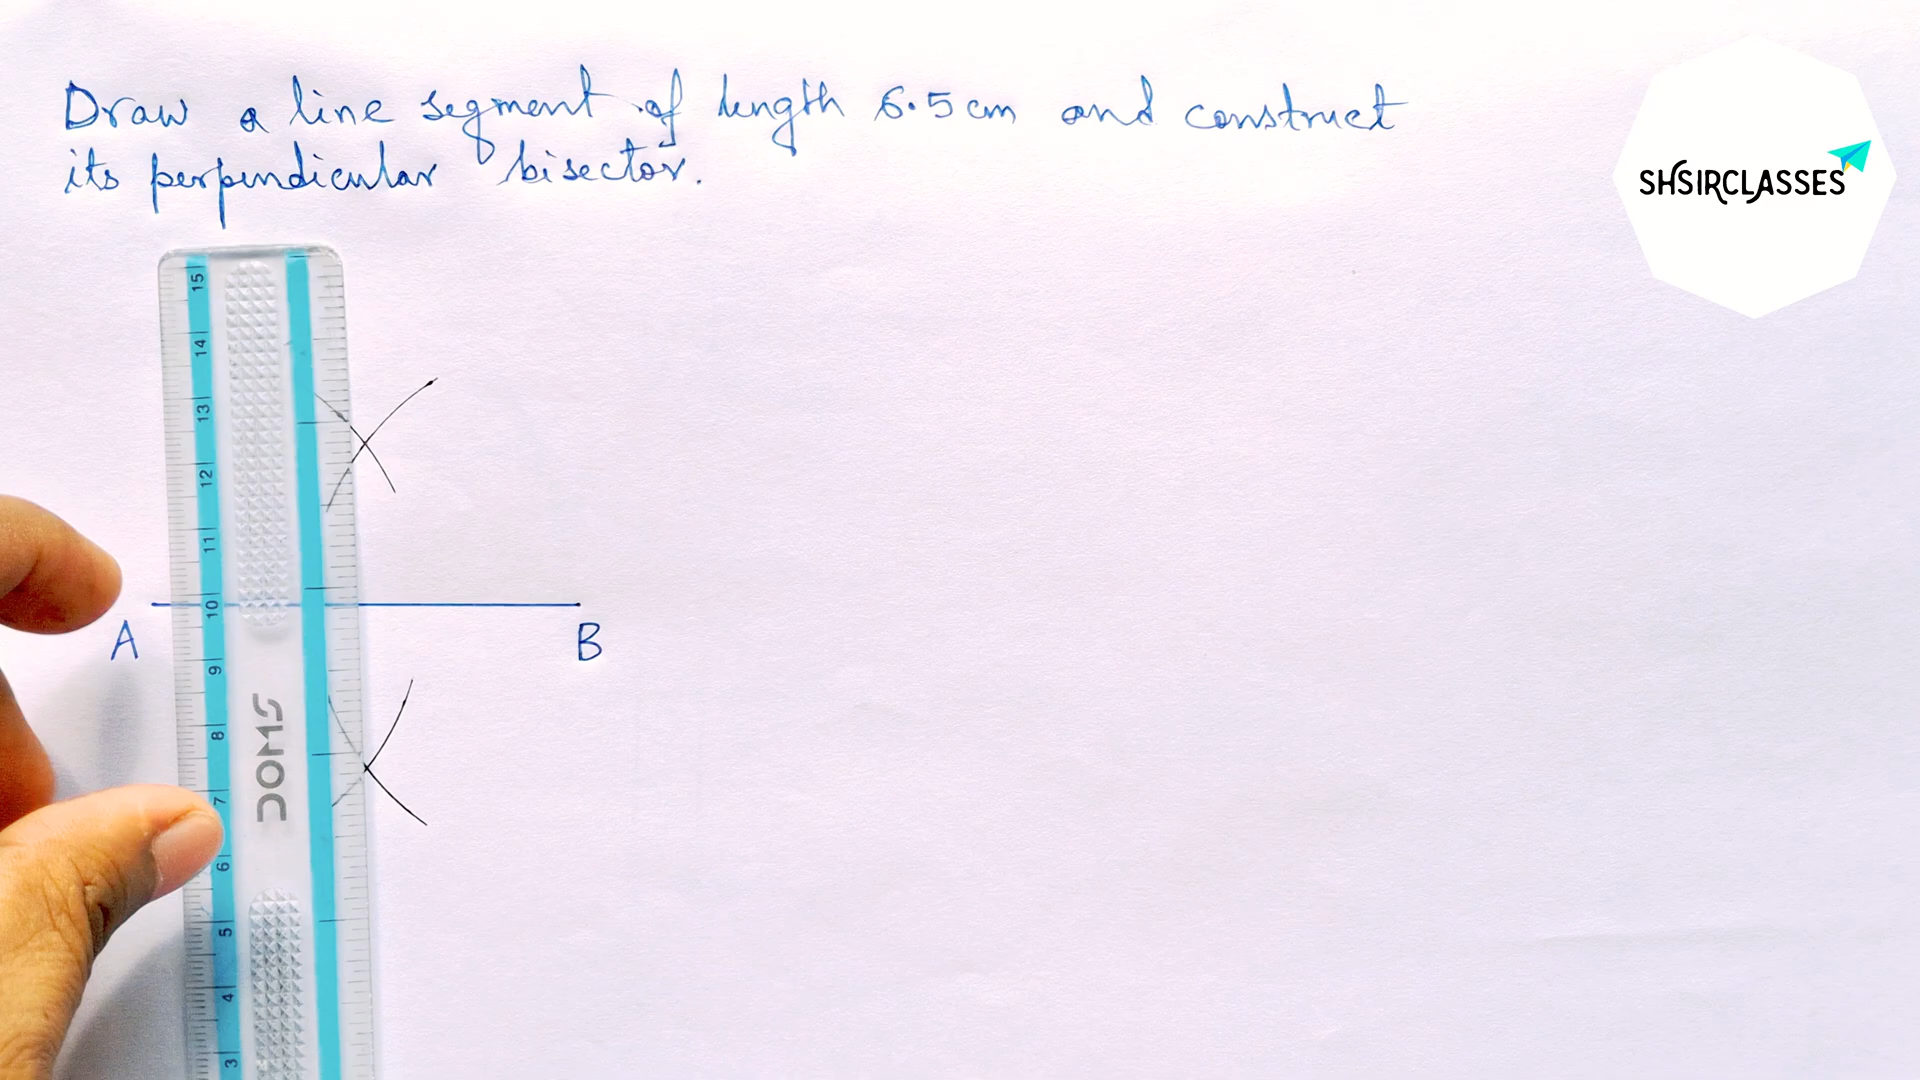 Draw a line segment of length 6.5 cm and construct
its perpendicular bisector.
SHSIRCLASSES
15
14
13
12
11
10
A
B
9
8
7
6
5
4
3